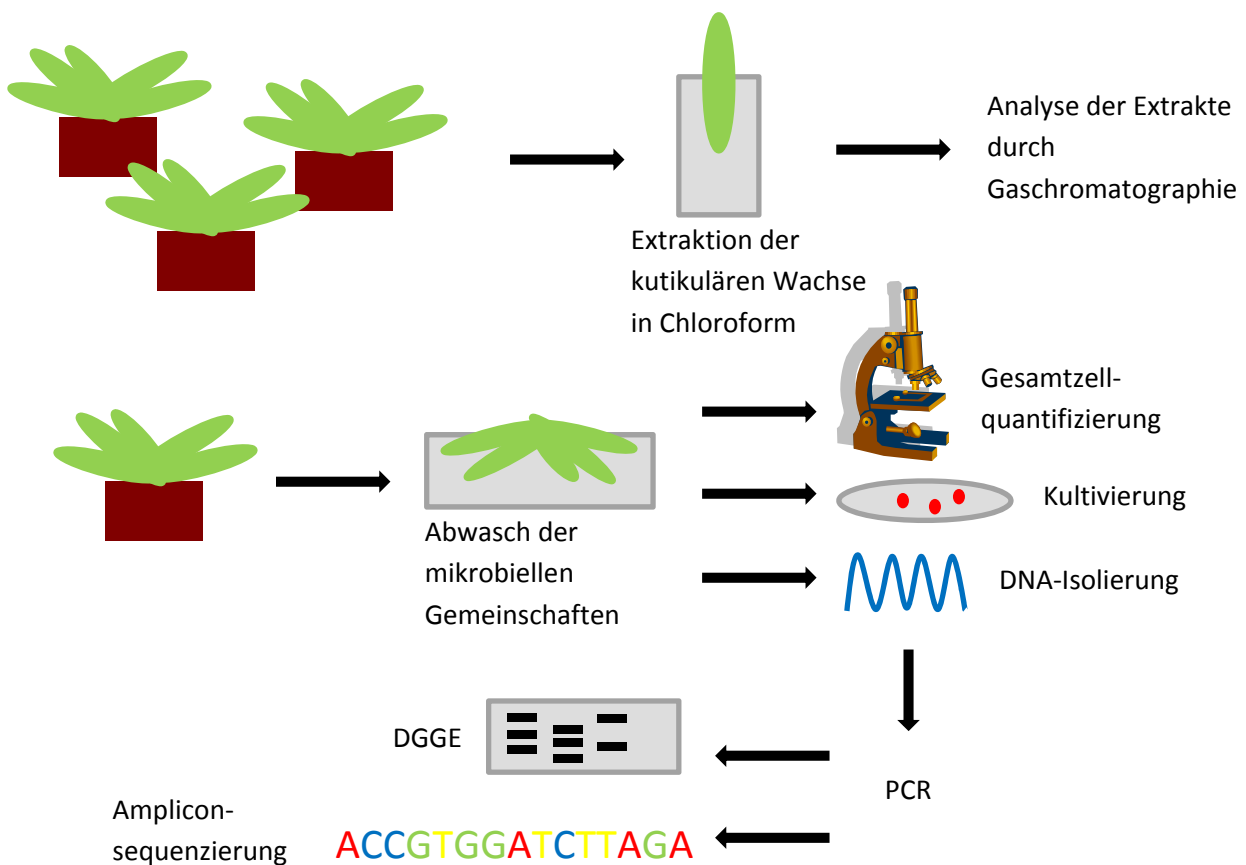 Analyse der Extrakte
durch
Gaschromatographie
Extraktion der
kutikulären Wachse
in Chloroform
Gesamtzell-
quantifizierung
Kultivierung
Abwasch der
mikrobiellen
Gemeinschaften
DNA-Isolierung
DGGE
PCR
Amplicon-
sequenzierung
ACCGTGGATCTTAGA